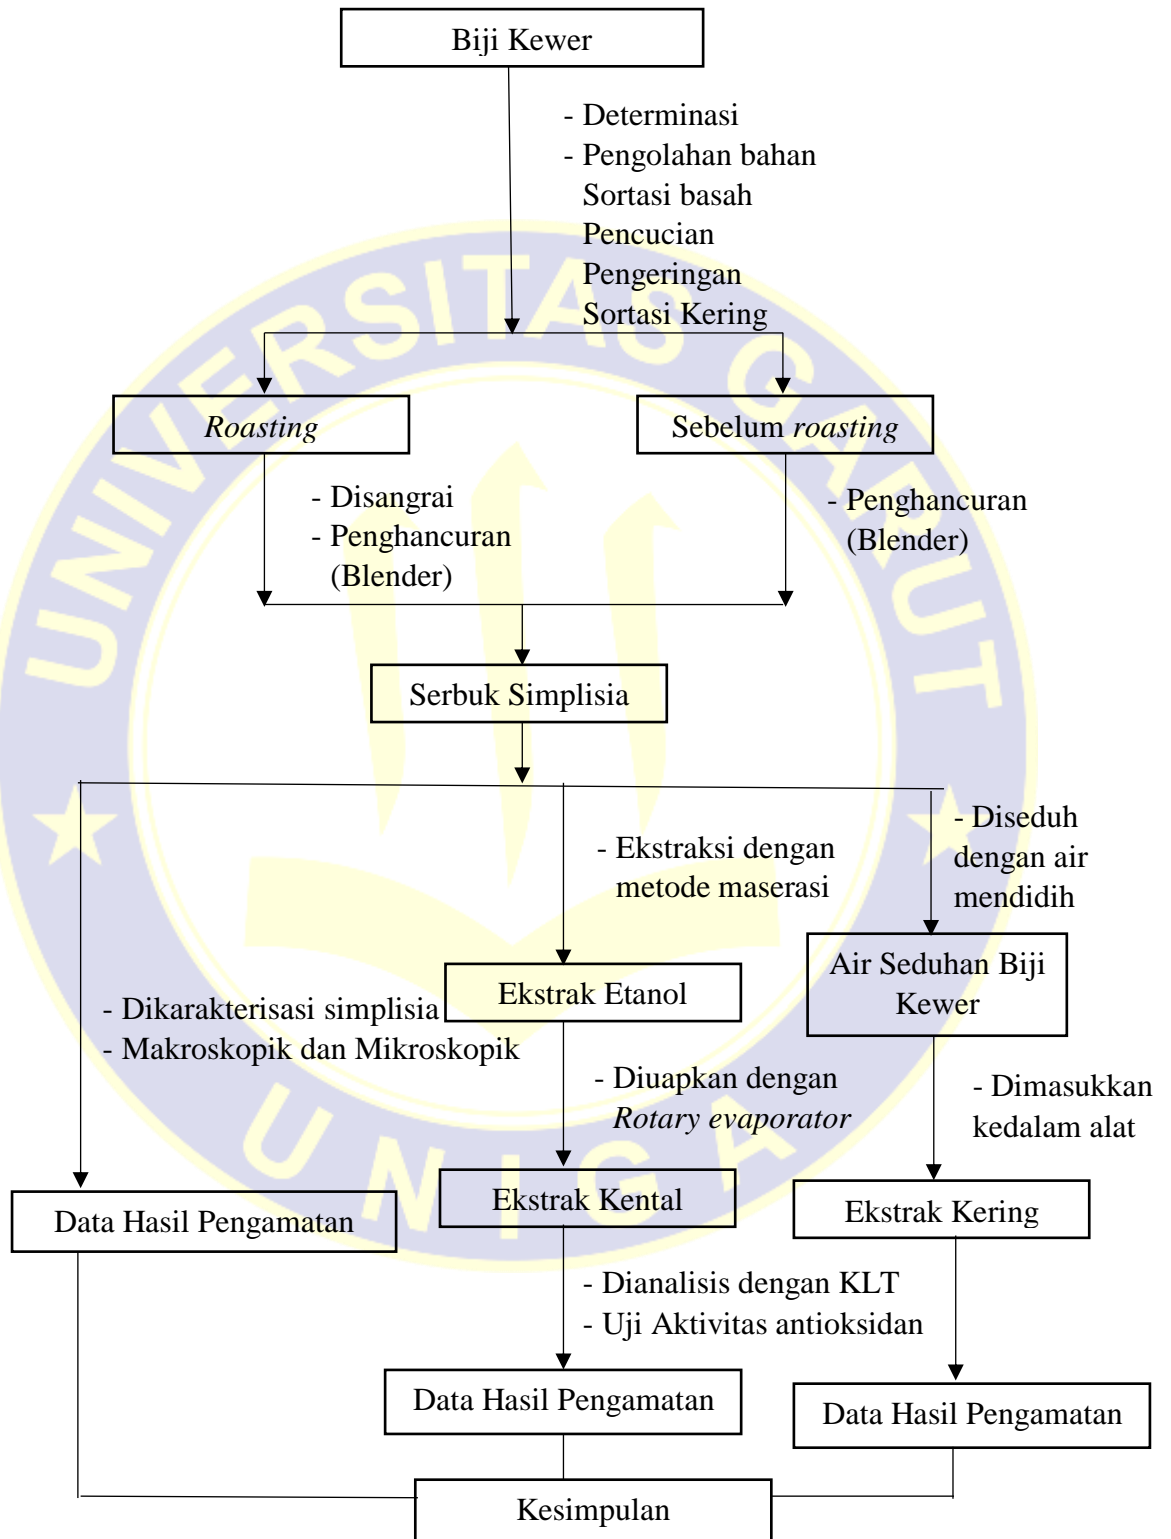 Biji Kewer
- Determinasi
- Pengolahan bahan
Sortasi basah
Pencucian
Pengeringan
Sortasi Kering
Roasting
Sebelum roasting
- Disangrai
- Penghancuran
(Blender)
- Penghancuran
(Blender)
Serbuk Simplisia
- Ekstraksi dengan
metode maserasi
- Diseduh
dengan air
mendidih
Ekstrak Etanol
Air Seduhan Biji
Kewer
- Dikarakterisasi simplisia
- Makroskopik dan Mikroskopik
- Diuapkan dengan
Rotary evaporator
- Dimasukkan
kedalam alat
Data Hasil Pengamatan
Ekstrak Kental
Ekstrak Kering
- Dianalisis dengan KLT
- Uji Aktivitas antioksidan
Data Hasil Pengamatan
Data Hasil Pengamatan
Kesimpulan
UNIVERSITAS GARUT
UNIGA